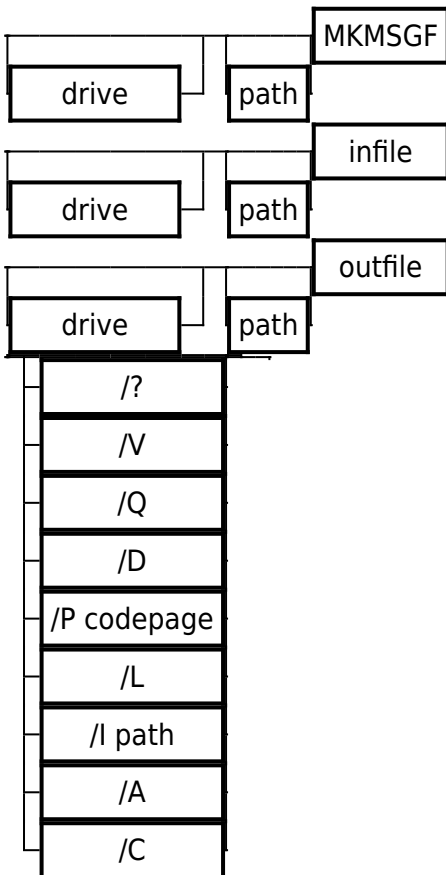 MKMSGF
drive path
infile
drive path
outfile
drive path
/?
/V
/Q
/D
/P codepage
/L
/I path
/A
/C